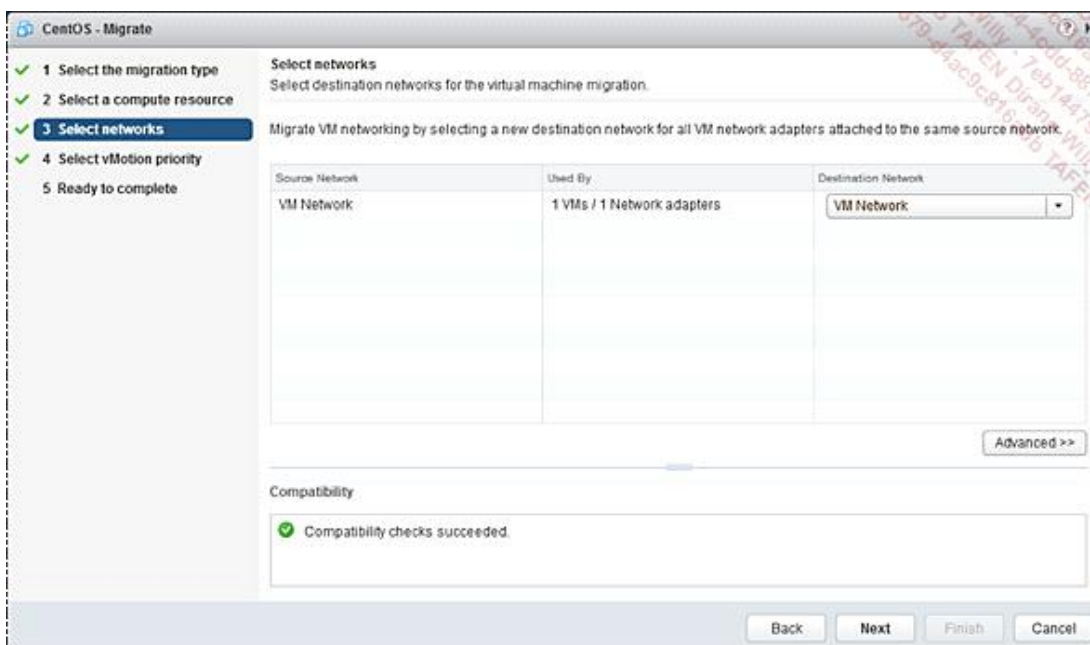 CentOS - Migrate
1 Select the migration type
2 Select a compute resource
3 Select networks
4 Select vMotion priority
5 Ready to complete
Select networks
Select destination networks for the virtual machine migration.
Migrate VM networking by selecting a new destination network for all VM network adapters attached to the same source network.
Source Network Used By Destination Network
VM Network 1 VMs / 1 Network adapters VM Network
Advanced >>
Compatibility
Compatibility checks succeeded.
Back Next Finish Cancel